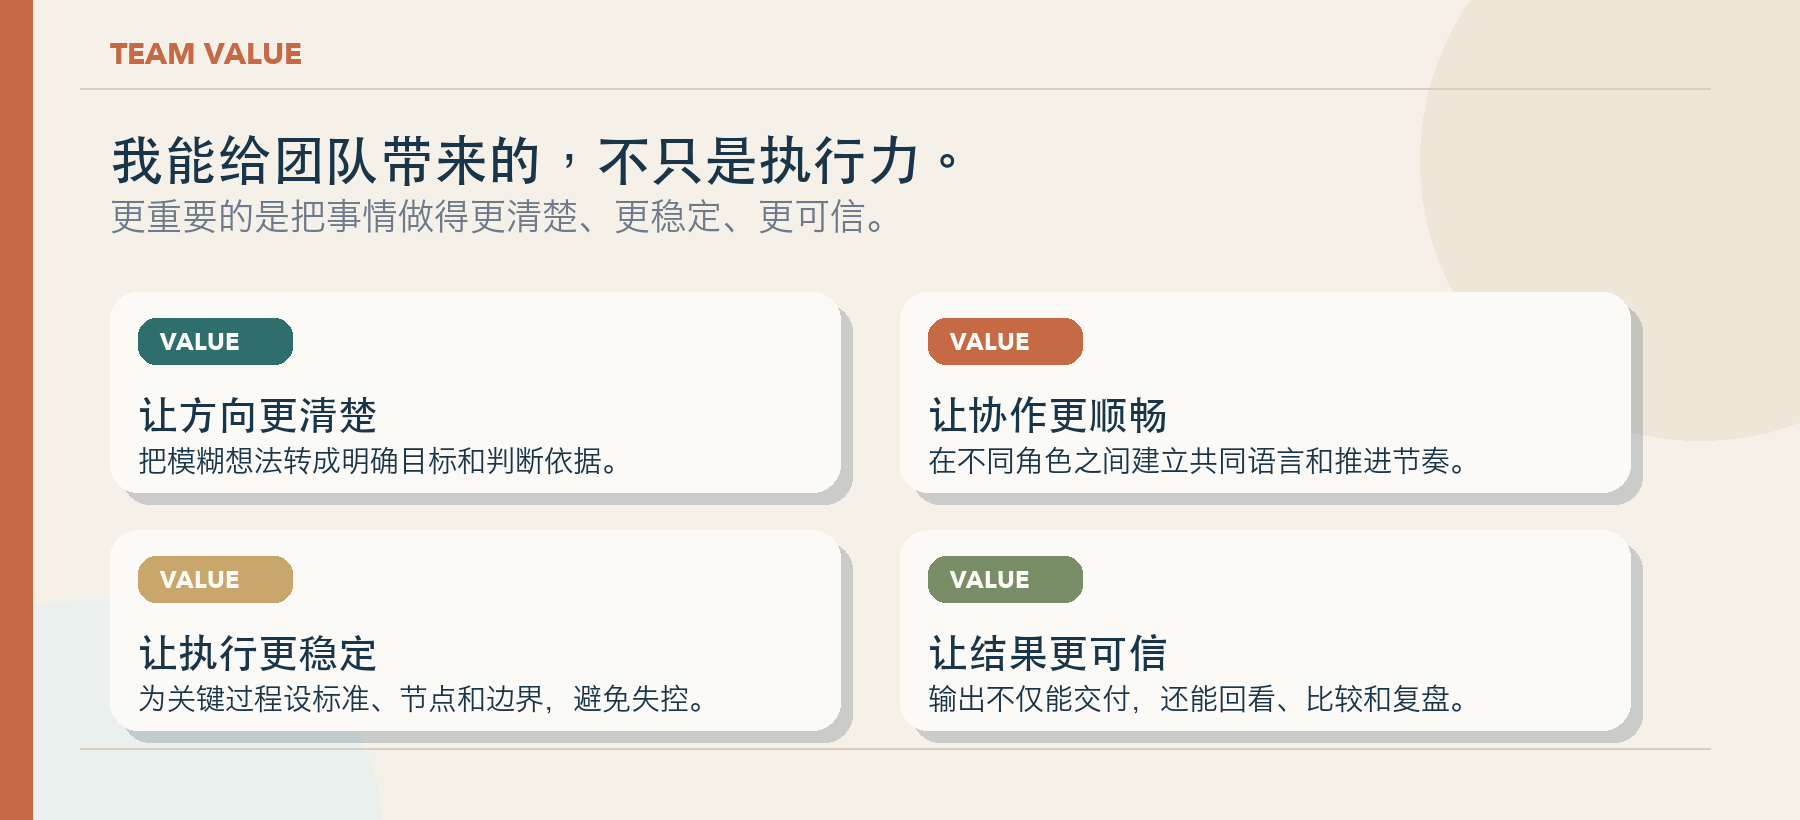 TEAM VALUE
我能给团队带来的，不只是执行力。
更重要的是把事情做得更清楚、更稳定、更可信。
VALUE
让方向更清楚
把模糊想法转成明确目标和判断依据。
VALUE
让协作更顺畅
在不同角色之间建立共同语言和推进节奏。
VALUE
让执行更稳定
为关键过程设标准、节点和边界，避免失控。
VALUE
让结果更可信
输出不仅能交付，还能回看、比较和复盘。